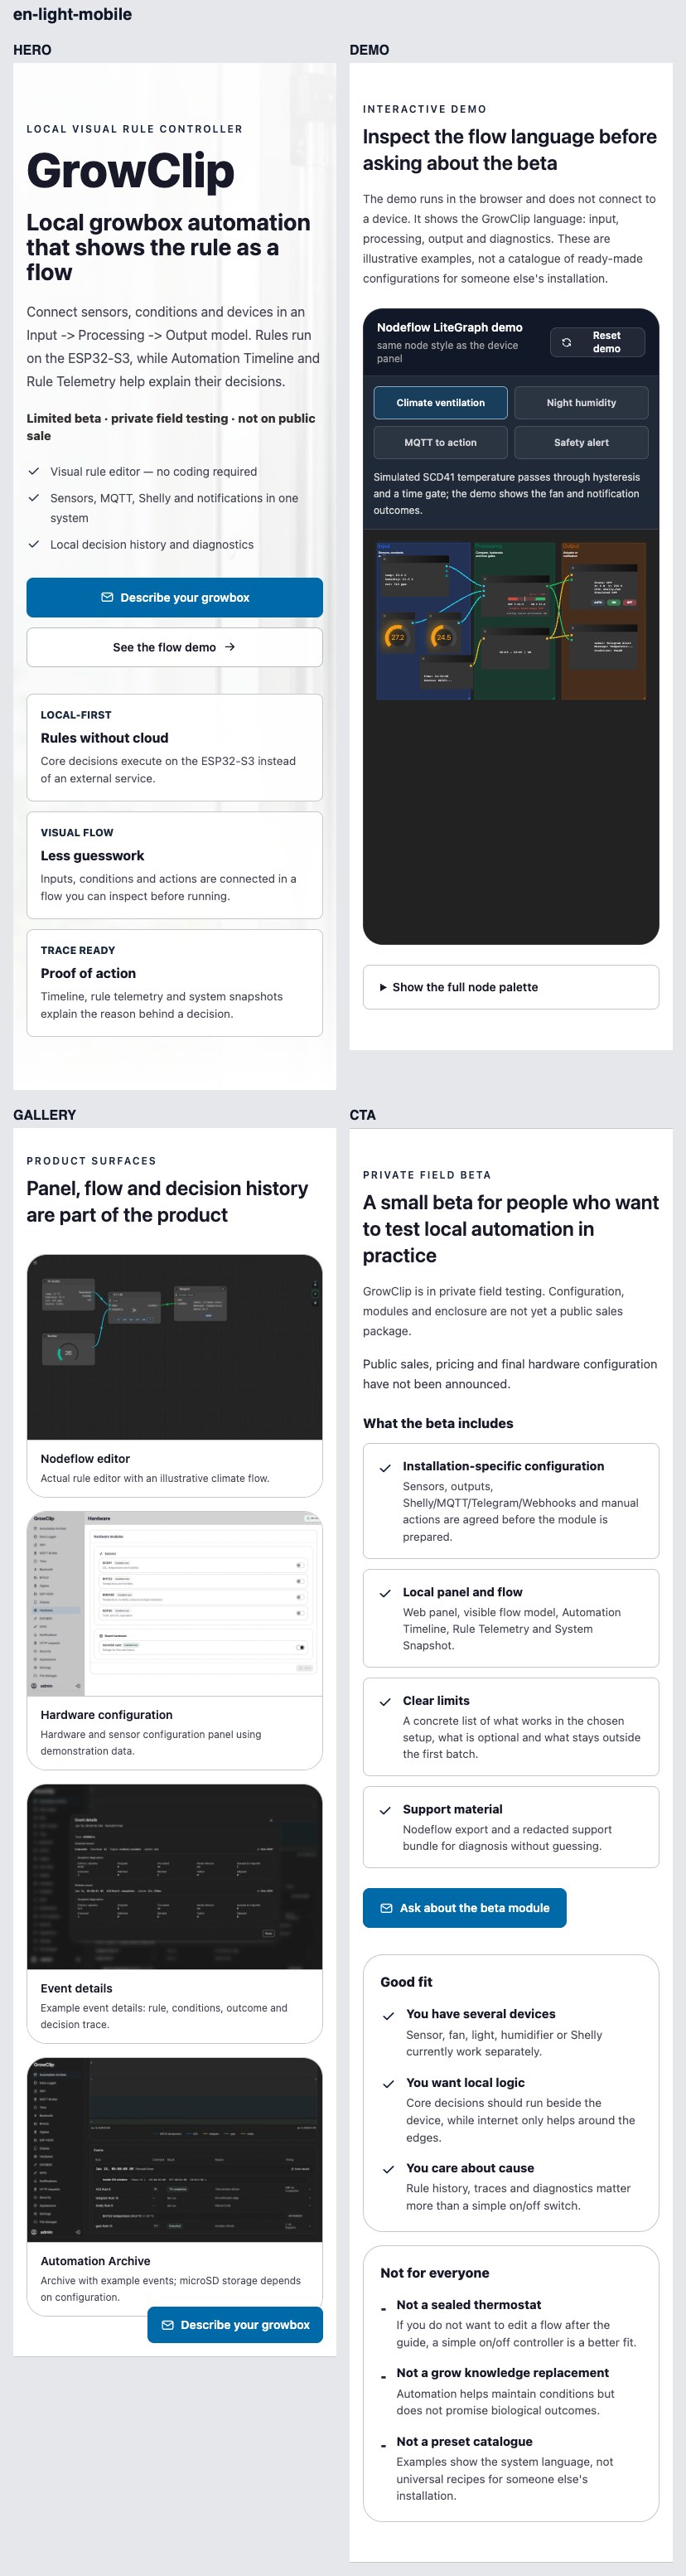 en-light-mobile
HERO
LOCAL VISUAL RULE CONTROLLER
GrowClip
Local growbox automation
that shows the rule as a
flow
Connect sensors, conditions and devices in an
Input -> Processing -> Output model. Rules run
on the ESP32-S3, while Automation Timeline and
Rule Telemetry help explain their decisions.
Limited beta · private field testing · not on public
sale
Visual rule editor — no coding required
Sensors, MQTT, Shelly and notifications in one
system
Local decision history and diagnostics
Describe your growbox
See the flow demo
LOCAL-FIRST
Rules without cloud
Core decisions execute on the ESP32-S3 instead
of an external service.
VISUAL FLOW
Less guesswork
Inputs, conditions and actions are connected in a
flow you can inspect before running.
TRACE READY
Proof of action
Timeline, rule telemetry and system snapshots
explain the reason behind a decision.
DEMO
INTERACTIVE DEMO
Inspect the flow language before
asking about the beta
The demo runs in the browser and does not connect to
a device. It shows the GrowClip language: input,
processing, output and diagnostics. These are
illustrative examples, not a catalogue of ready-made
configurations for someone else's installation.
Nodeflow LiteGraph demo
same node style as the device
panel
Reset
demo
Climate ventilation
Night humidity
MQTT to action
Safety alert
Simulated SCD41 temperature passes through hysteresis
and a time gate; the demo shows the fan and notification
outcomes.
Input
Processing
Output
27.2
24.5
Show the full node palette
GALLERY
PRODUCT SURFACES
Panel, flow and decision history
are part of the product
Nodeflow editor
Actual rule editor with an illustrative climate flow.
GrowClip
Hardware
Hardware modules
admin
Hardware configuration
Hardware and sensor configuration panel using
demonstration data.
Event details
Event details
Example event details: rule, conditions, outcome and
decision trace.
GrowClip
Events
admin
Automation Archive
Archive with example events; microSD storage depends
on configuration.
Describe your growbox
CTA
PRIVATE FIELD BETA
A small beta for people who want
to test local automation in
practice
GrowClip is in private field testing. Configuration,
modules and enclosure are not yet a public sales
package.
Public sales, pricing and final hardware configuration
have not been announced.
What the beta includes
Installation-specific configuration
Sensors, outputs,
Shelly/MQTT/Telegram/Webhooks and manual
actions are agreed before the module is
prepared.
Local panel and flow
Web panel, visible flow model, Automation
Timeline, Rule Telemetry and System
Snapshot.
Clear limits
A concrete list of what works in the chosen
setup, what is optional and what stays outside
the first batch.
Support material
Nodeflow export and a redacted support
bundle for diagnosis without guessing.
Ask about the beta module
Good fit
You have several devices
Sensor, fan, light, humidifier or Shelly
currently work separately.
You want local logic
Core decisions should run beside the
device, while internet only helps around the
edges.
You care about cause
Rule history, traces and diagnostics matter
more than a simple on/off switch.
Not for everyone
- Not a sealed thermostat
If you do not want to edit a flow after the
guide, a simple on/off controller is a better fit.
- Not a grow knowledge replacement
Automation helps maintain conditions but
does not promise biological outcomes.
- Not a preset catalogue
Examples show the system language, not
universal recipes for someone else's
installation.